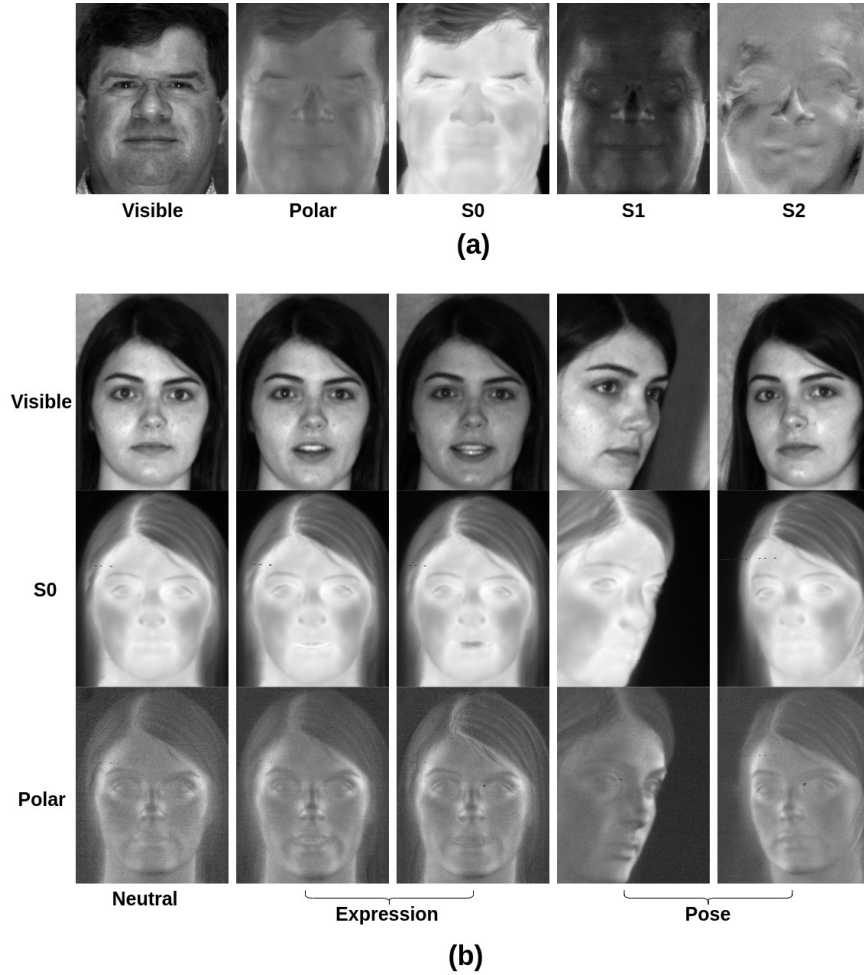 Visible Polar S0 S1 S2
(a)
Visible
S0
Polar
Neutral
Expression Pose
(b)